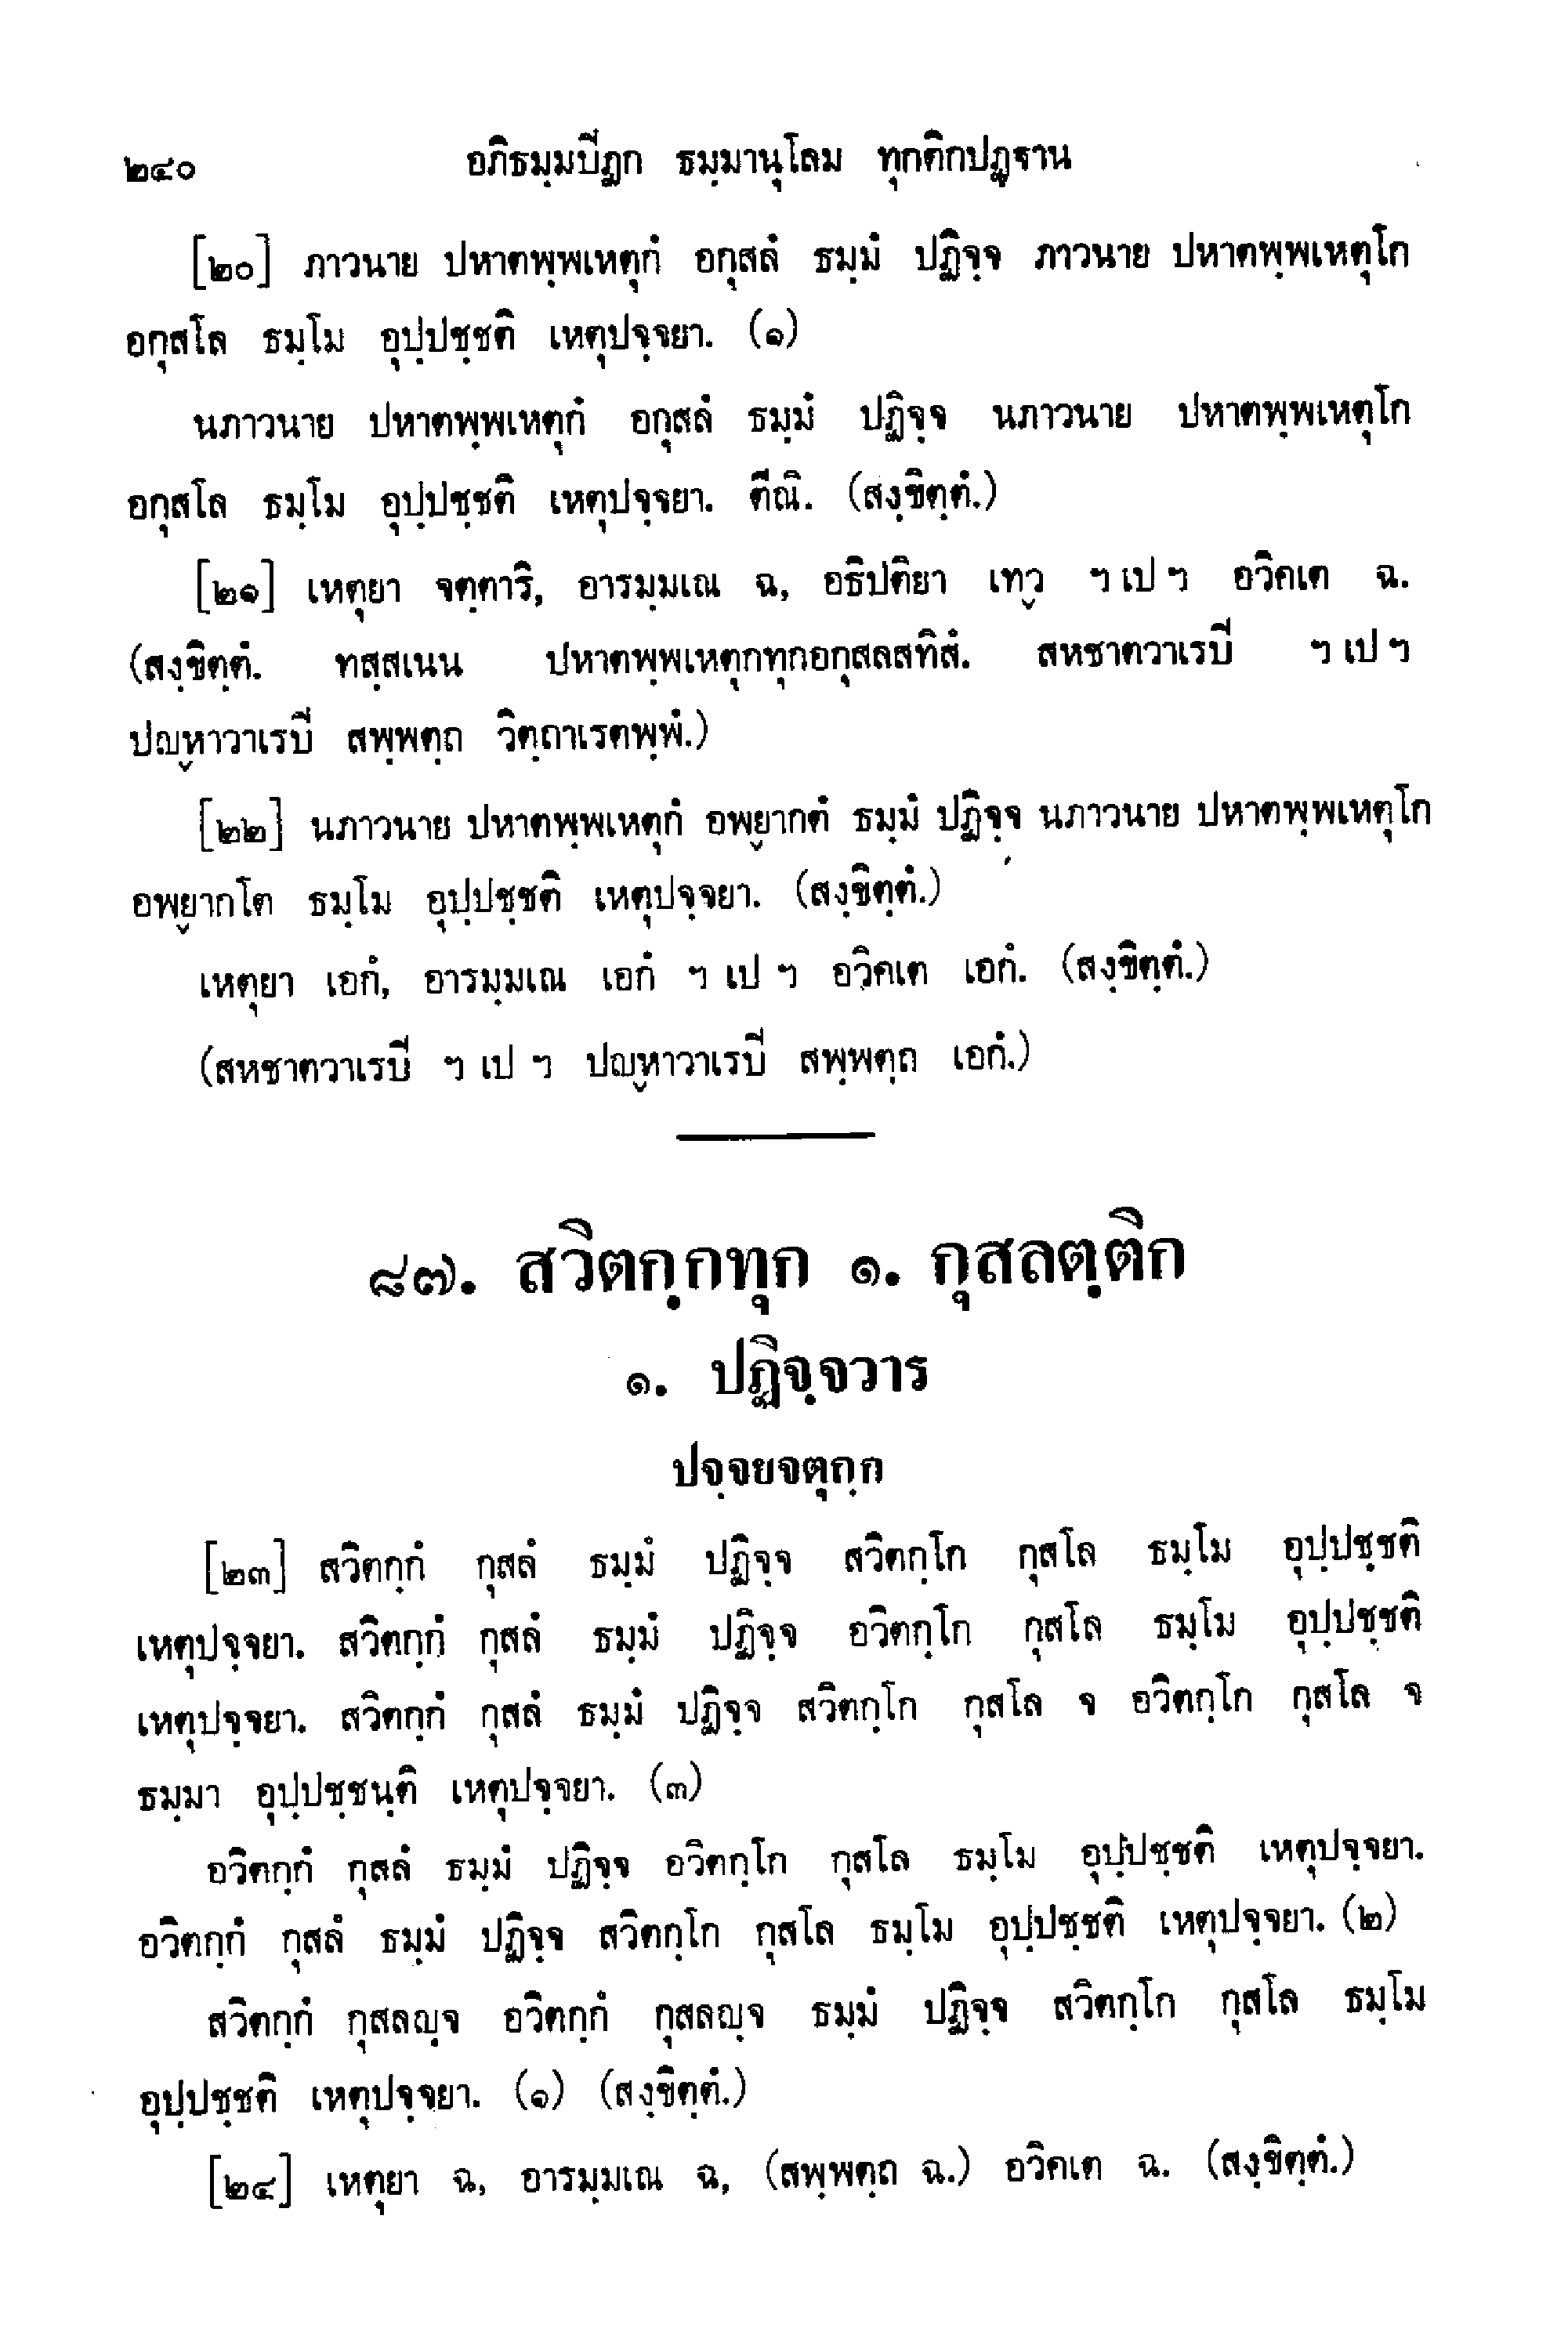 ๒๔๐ อภิธมฺมปิฏก ธมฺมานุโลม ทุกติกปฏฺฐาน
[๒๐] ภาวนาย ปหาตพฺพเหตุกํ อกุสลํ ธมฺมํ ปฏิจฺจ ภาวนาย ปหาตพฺพเหตุโก
อกุสโล ธมฺโม อุปฺปชฺชติ เหตุปจฺจยา. (๑)
นภาวนาย ปหาตพฺพเหตุกํ อกุสลํ ธมฺมํ ปฏิจฺจ นภาวนาย ปหาตพฺพเหตุโก
อกุสโล ธมฺโม อุปฺปชฺชติ เหตุปจฺจยา. ตีณิ. (สงฺขิตฺตํ.)
[๒๑] เหตุยา จตฺตาริ, อารมฺมเณ ฉ, อธิปติยา เทฺว ฯ เป ฯ อวิคเต ฉ.
(สงฺขิตฺตํ. ทสฺสเนน ปหาตพฺพเหตุกทุกอกุสลสทิสํ. สหชาตวาเรปิ ฯ เป ฯ
ปญฺหาวาเรปิ สพฺพตฺถ วิตฺถาเรตพฺพํ.)
[๒๒] นภาวนาย ปหาตพฺพเหตุกํ อพฺยากตํ ธมฺมํ ปฏิจฺจ นภาวนาย ปหาตพฺพเหตุโก
อพฺยากโต ธมฺโม อุปฺปชฺชติ เหตุปจฺจยา. (สงฺขิตฺตํ.)
เหตุยา เอกํ, อารมฺมเณ เอกํ ฯ เป ฯ อวิคเต เอกํ. (สงฺขิตฺตํ.)
(สหชาตวาเรปิ ฯ เป ฯ ปญฺหาวาเรปิ สพฺพตฺถ เอกํ.)
๘๗. สวิตกฺกทุก ๑. กุสลตฺติก
๑. ปฏิจฺจวาร
ปจฺจยจตุกฺก
[๒๓] สวิตกฺกํ กุสลํ ธมฺมํ ปฏิจฺจ สวิตกฺโก กุสโล ธมฺโม อุปฺปชฺชติ
เหตุปจฺจยา. สวิตกฺกํ กุสลํ ธมฺมํ ปฏิจฺจ อวิตกฺโก กุสโล ธมฺโม อุปฺปชฺชติ
เหตุปจฺจยา. สวิตกฺกํ กุสลํ ธมฺมํ ปฏิจฺจ สวิตกฺโก กุสโล จ อวิตกฺโก กุสโล จ
ธมฺมา อุปฺปชฺชนฺติ เหตุปจฺจยา. (๓)
อวิตกฺกํ กุสลํ ธมฺมํ ปฏิจฺจ อวิตกฺโก กุสโล ธมฺโม อุปฺปชฺชติ เหตุปจฺจยา.
อวิตกฺกํ กุสลํ ธมฺมํ ปฏิจฺจ สวิตกฺโก กุสโล ธมฺโม อุปฺปชฺชติ เหตุปจฺจยา. (๒)
สวิตกฺกํ กุสลญฺจ อวิตกฺกํ กุสลญฺจ ธมฺมํ ปฏิจฺจ สวิตกฺโก กุสโล ธมฺโม
อุปฺปชฺชติ เหตุปจฺจยา. (๑) (สงฺขิตฺตํ.)
[๒๔] เหตุยา ฉ, อารมฺมเณ ฉ, (สพฺพตฺถ ฉ.) อวิคเต ฉ. (สงฺขิตฺตํ.)